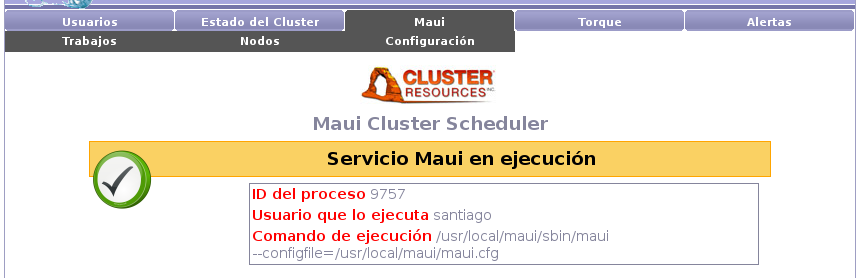 Usuarios Estado del Cluster Maui Torque Alertas
Trabajos Nodos Configuración
CLUSTER
RESOURCES INC
Maui Cluster Scheduler
Servicio Maui en ejecución
ID del proceso 9757
Usuario que lo ejecuta santiago
Comando de ejecución /usr/local/maui/sbin/maui
--configfile=/usr/local/maui/maui.cfg